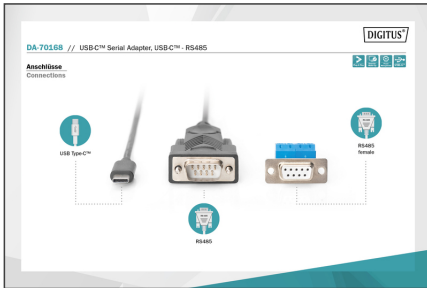 DIGITUS®
DA-70168 // USB-C™ Serial Adapter, USB-C™ - RS485
Anschlüsse
Connections
USB Type-C™
RS485
female
RS485